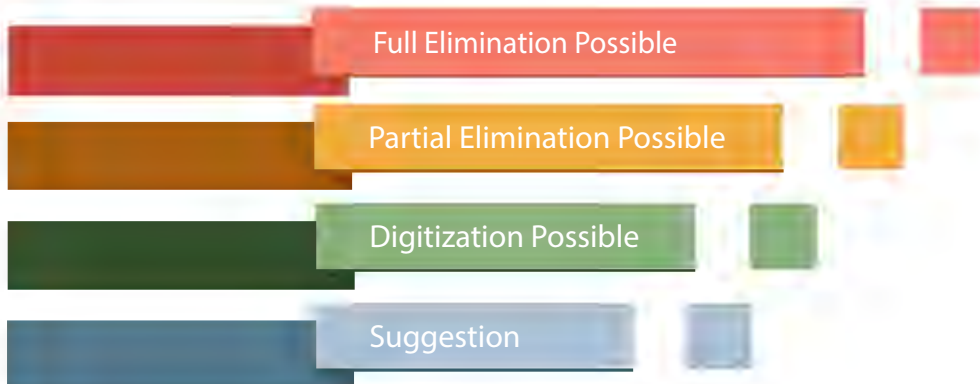 Full Elimination Possible
Partial Elimination Possible
Digitization Possible
Suggestion